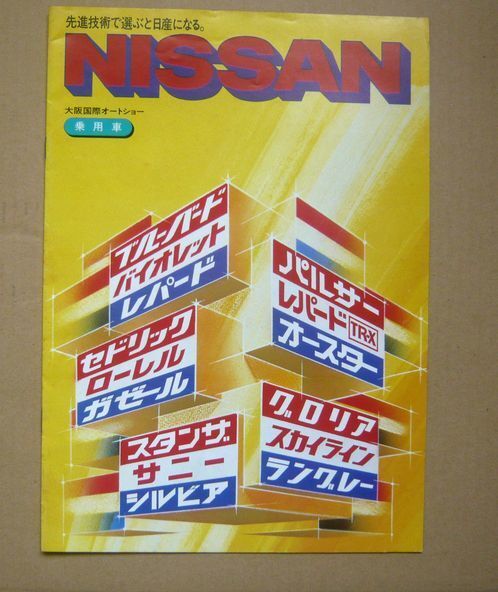 先進技術で選ぶと日産になる。
NISSAN
大阪国際オートショー
乗用車
ブルーバード
バイオレット
レパード
パルサー
レパード TR-X
オースター
セドリック
ローレル
ガゼール
グロリア
スカイライン
ラングレー
スタンザ
サニー
シルビア